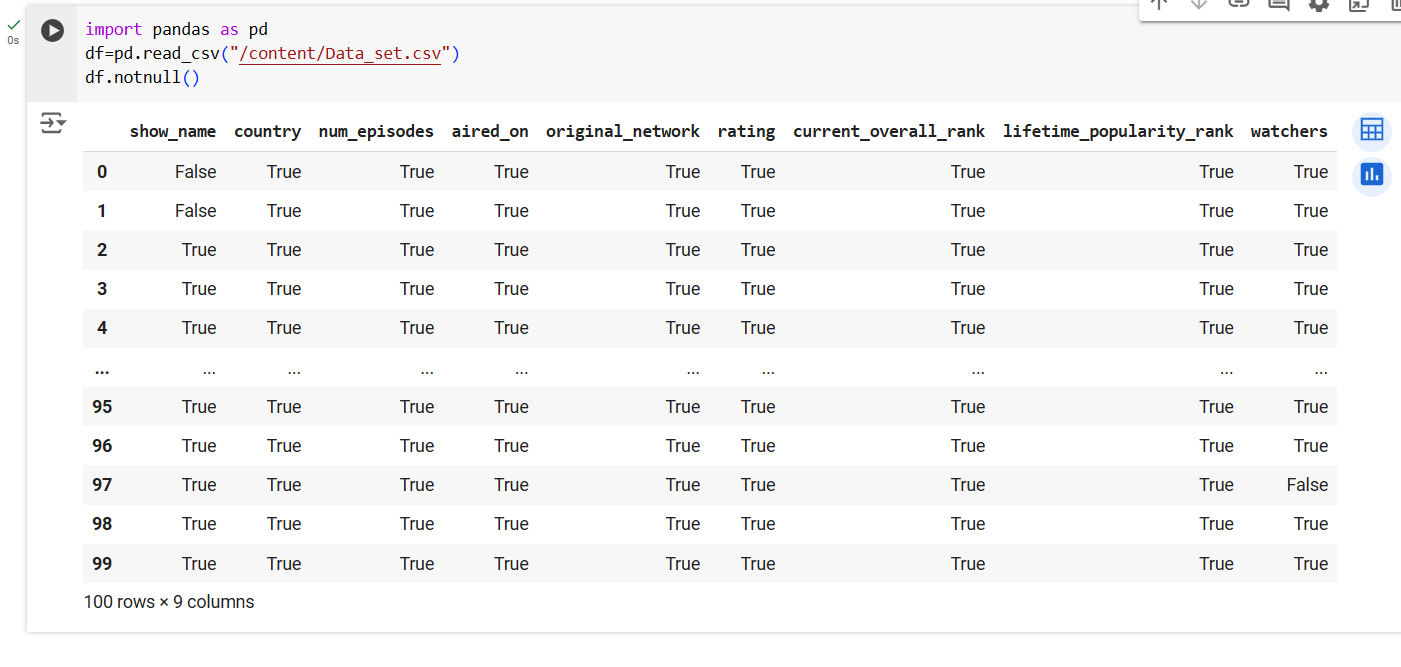 import pandas as pd
0s
df=pd.read_csv("/content/Data_set.csv")
df.notnull()
show_name country num_episodes aired_on original_network rating current_overall_rank lifetime_popularity_rank watchers
0 False True True True True True True True True
1 False True True True True True True True True
2 True True True True True True True True True
3 True True True True True True True True True
4 True True True True True True True True True
... ... ... ... ... ... ... ... ... ...
95 True True True True True True True True True
96 True True True True True True True True True
97 True True True True True True True True False
98 True True True True True True True True True
99 True True True True True True True True True
100 rows × 9 columns